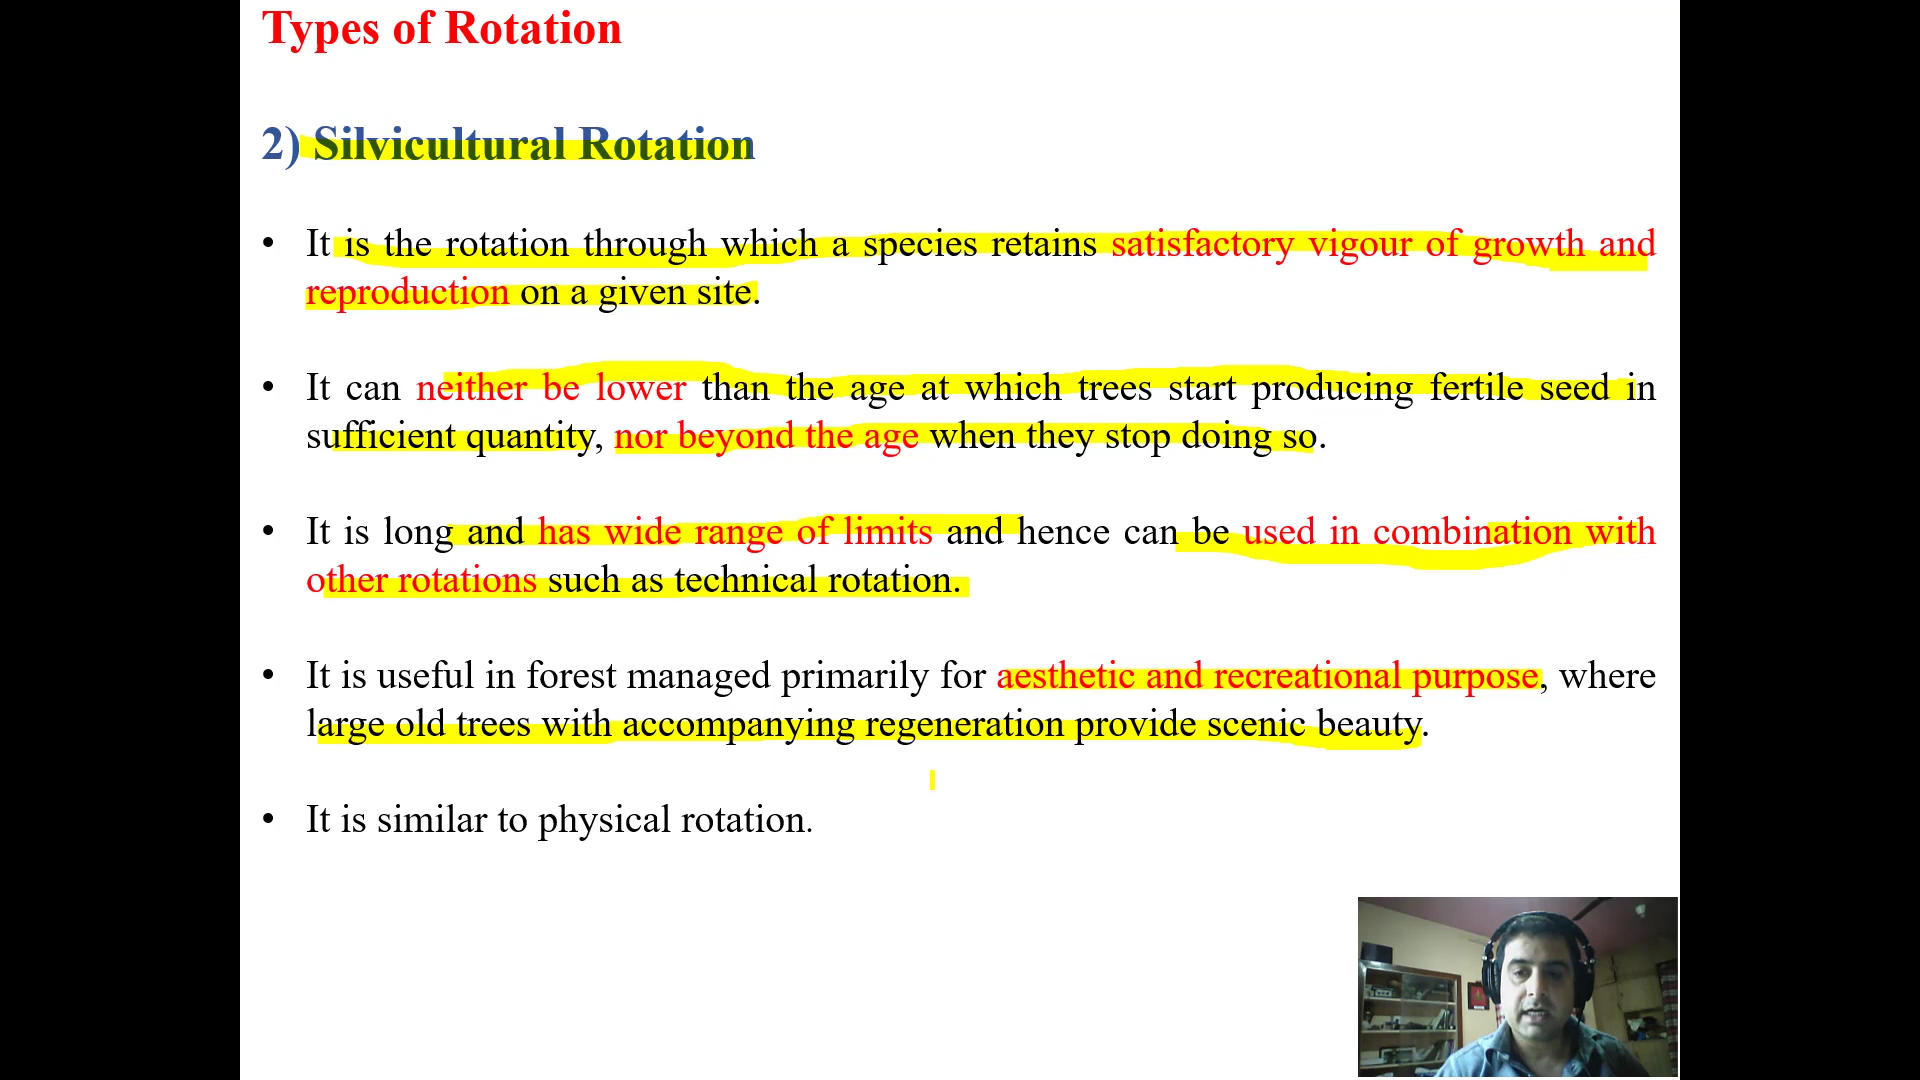 Types of Rotation
2) Silvicultural Rotation
• It is the rotation through which a species retains satisfactory vigour of growth and
reproduction on a given site.
• It can neither be lower than the age at which trees start producing fertile seed in
sufficient quantity, nor beyond the age when they stop doing so.
• It is long and has wide range of limits and hence can be used in combination with
other rotations such as technical rotation.
• It is useful in forest managed primarily for aesthetic and recreational purpose, where
large old trees with accompanying regeneration provide scenic beauty.
• It is similar to physical rotation.